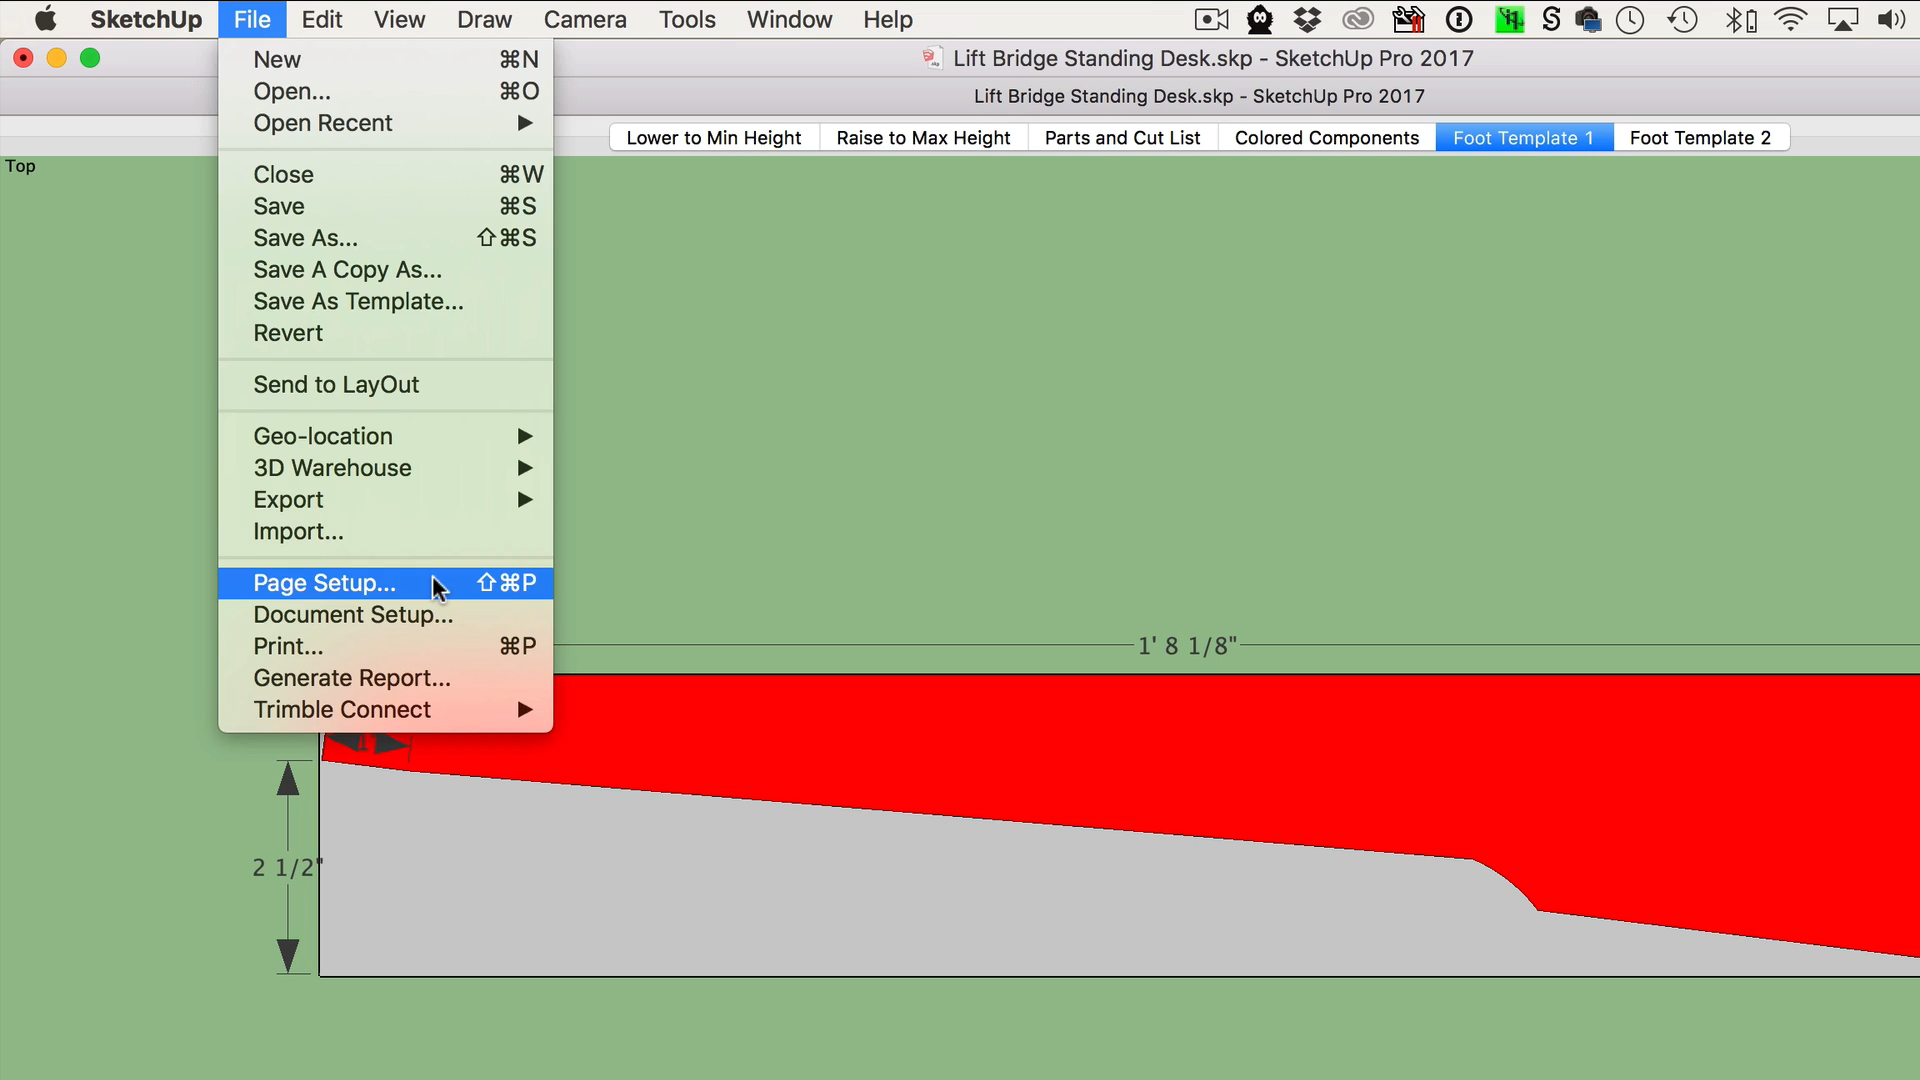 SketchUp File Edit View Draw Camera Tools Window Help
Lift Bridge Standing Desk.skp - SketchUp Pro 2017
Lift Bridge Standing Desk.skp - SketchUp Pro 2017
Lower to Min Height Raise to Max Height Parts and Cut List Colored Components Foot Template 1 Foot Template 2
Top
New ⌘N
Open... ⌘O
Open Recent ▶
Close ⌘W
Save ⌘S
Save As... ⇧⌘S
Save A Copy As...
Save As Template...
Revert
Send to LayOut
Geo-location ▶
3D Warehouse ▶
Export ▶
Import...
Page Setup... ⇧⌘P
Document Setup...
Print... ⌘P
Generate Report...
Trimble Connect ▶
1' 8 1/8"
2 1/2"